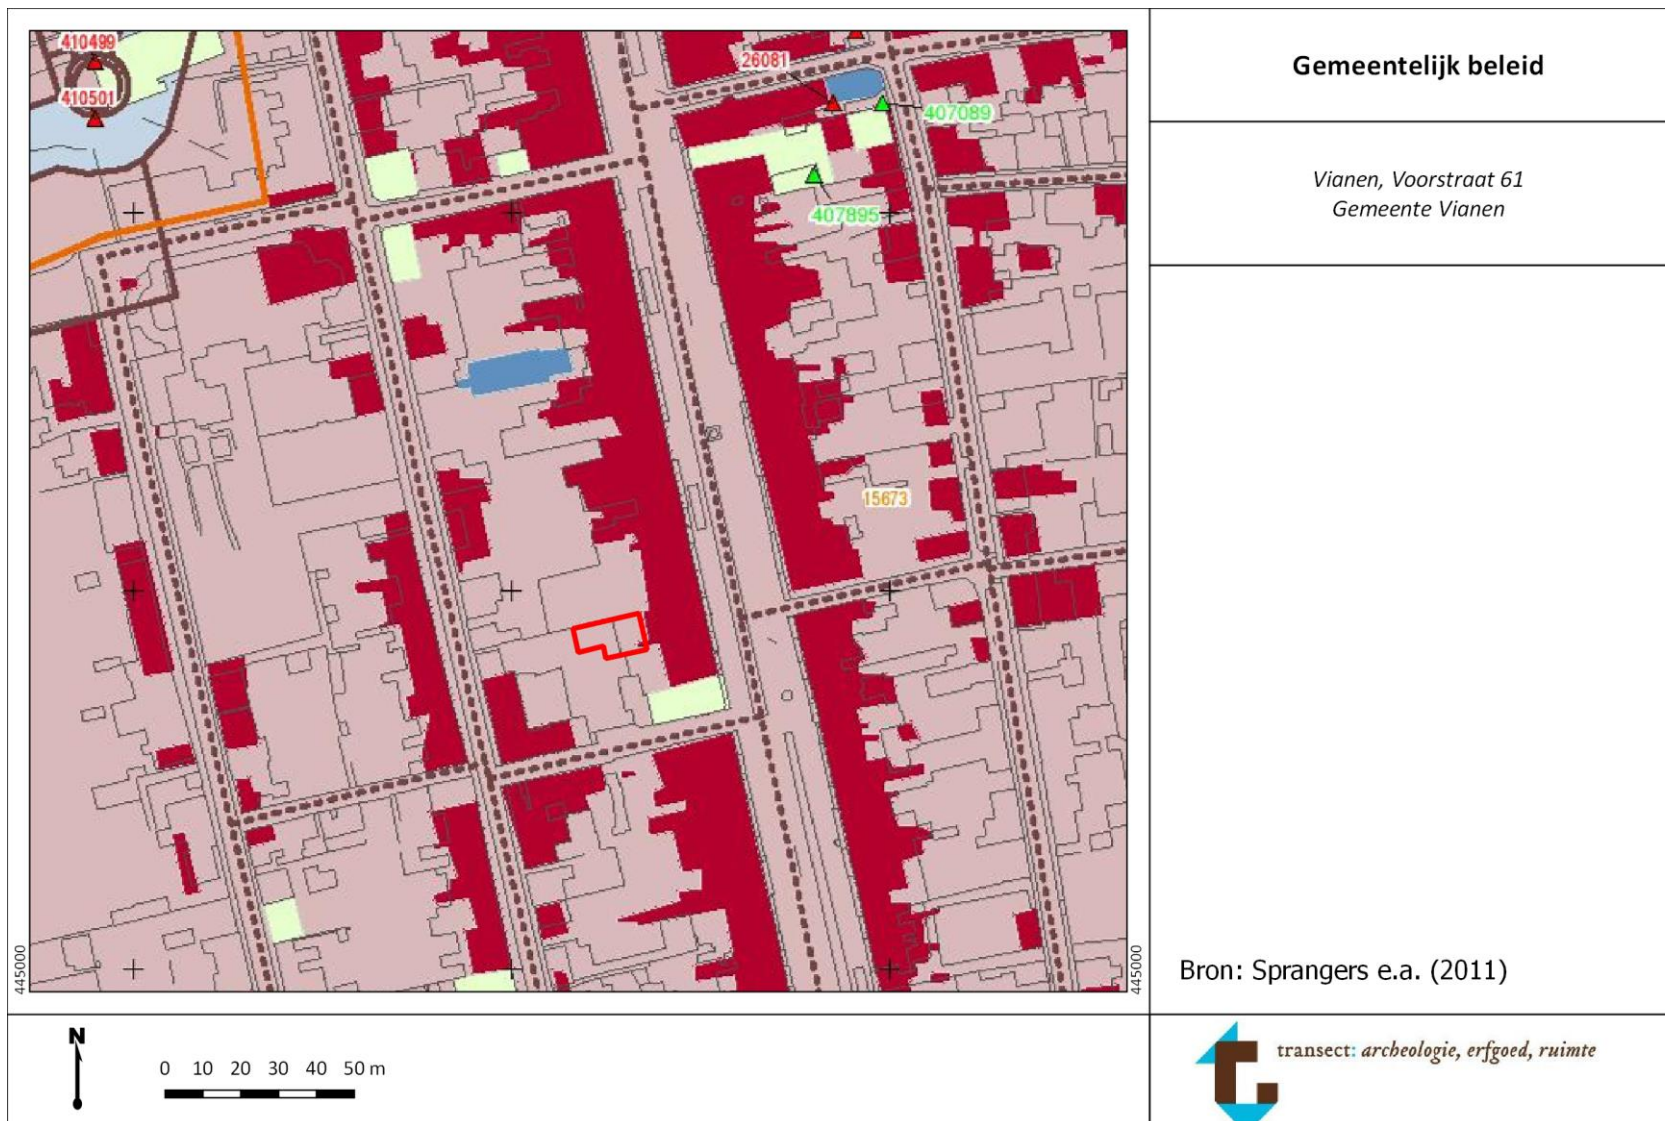 410499
410501
26081
407089
407895
15673
445000
445000
Gemeentelijk beleid
Vianen, Voorstraat 61
Gemeente Vianen
Bron: Sprangers e.a. (2011)
N
0 10 20 30 40 50 m
transect: archeologie, erfgoed, ruimte